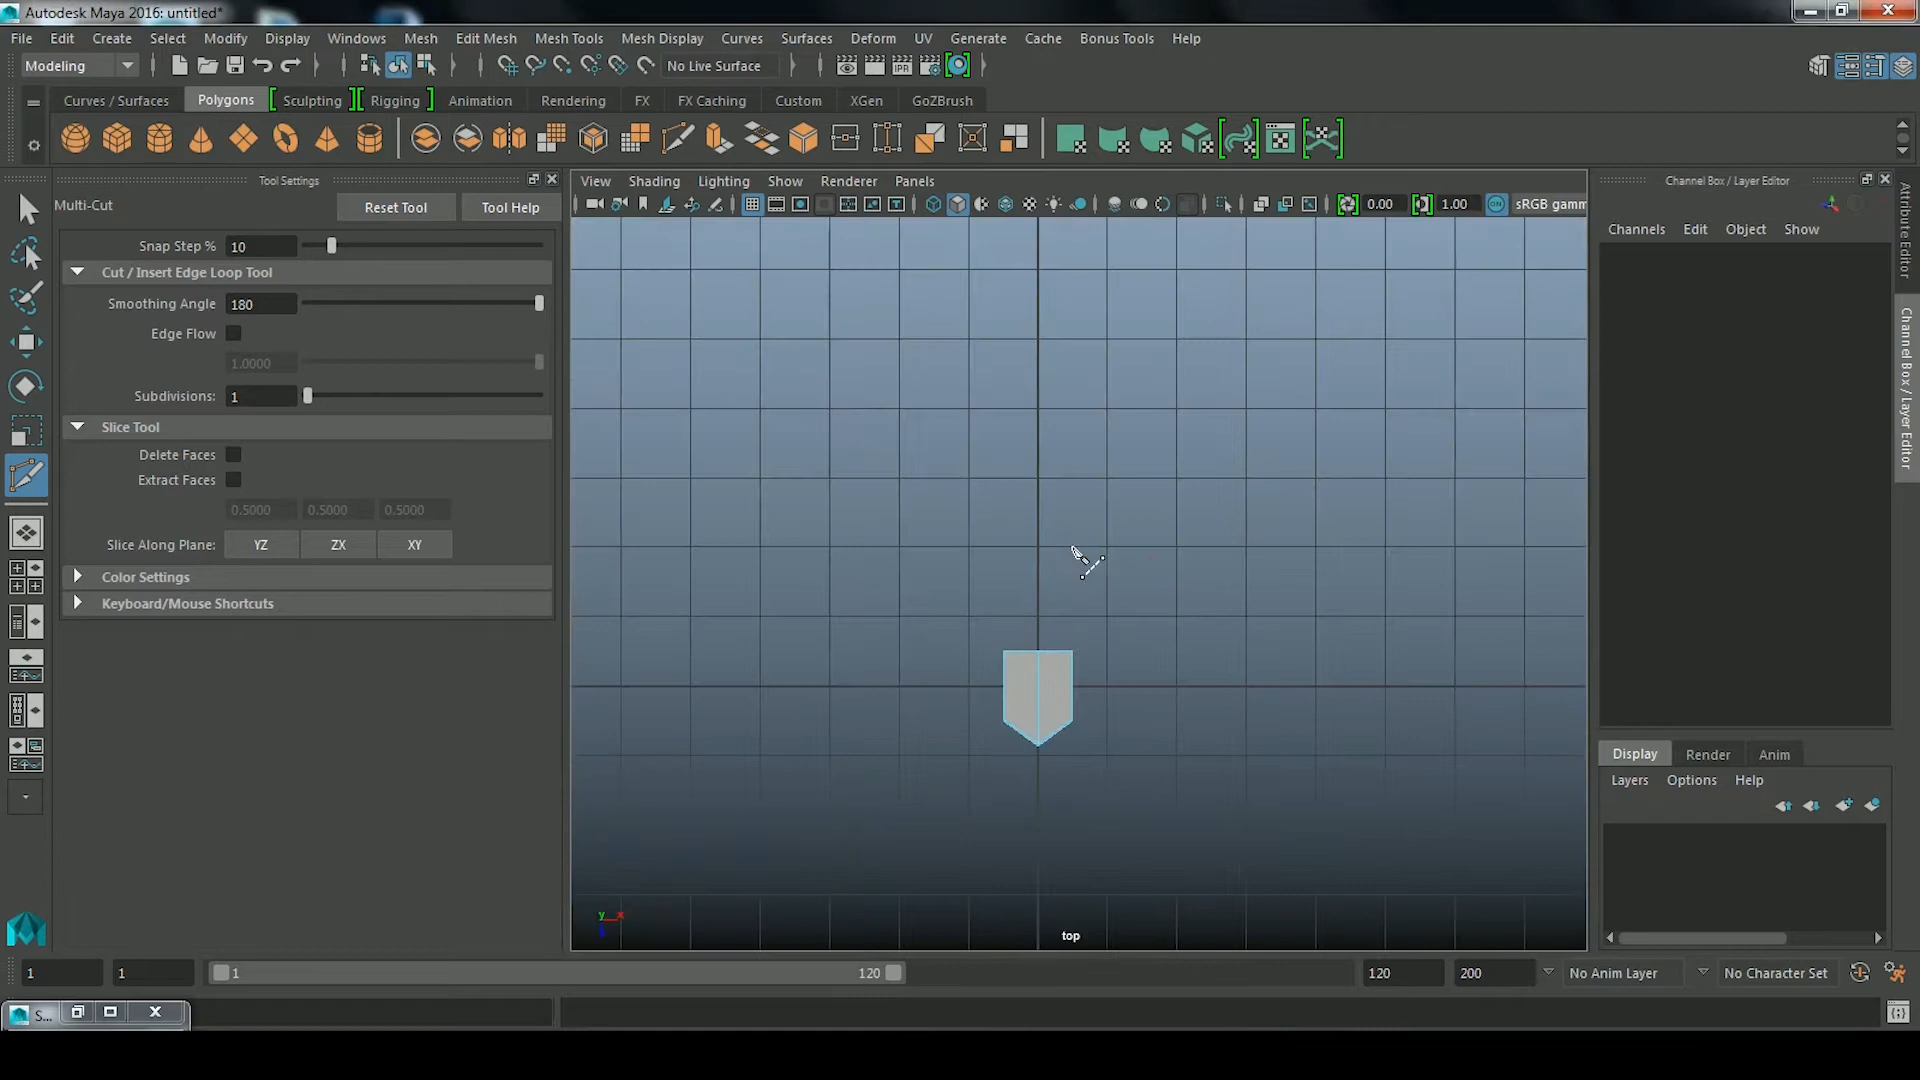 Autodesk Maya 2016: untitled*
File Edit Create Select Modify Display Windows Mesh Edit Mesh Mesh Tools Mesh Display Curves Surfaces Deform UV Generate Cache Bonus Tools Help
Modeling No Live Surface IPR
Curves / Surfaces Polygons Sculpting Rigging Animation Rendering FX FX Caching Custom XGen GoZBrush
Tool Settings
Multi-Cut Reset Tool Tool Help
Snap Step % 10
Cut / Insert Edge Loop Tool
Smoothing Angle 180
Edge Flow
1.0000
Subdivisions: 1
Slice Tool
Delete Faces
Extract Faces
0.5000 0.5000 0.5000
Slice Along Plane: YZ ZX XY
Color Settings
Keyboard/Mouse Shortcuts
View Shading Lighting Show Renderer Panels
0.00 1.00 ON sRGB gamm
y x
top
Channel Box / Layer Editor
Channels Edit Object Show
Attribute Editor
Channel Box / Layer Editor
Display Render Anim
Layers Options Help
1 1 1 120 120 200 No Anim Layer No Character Set
S...